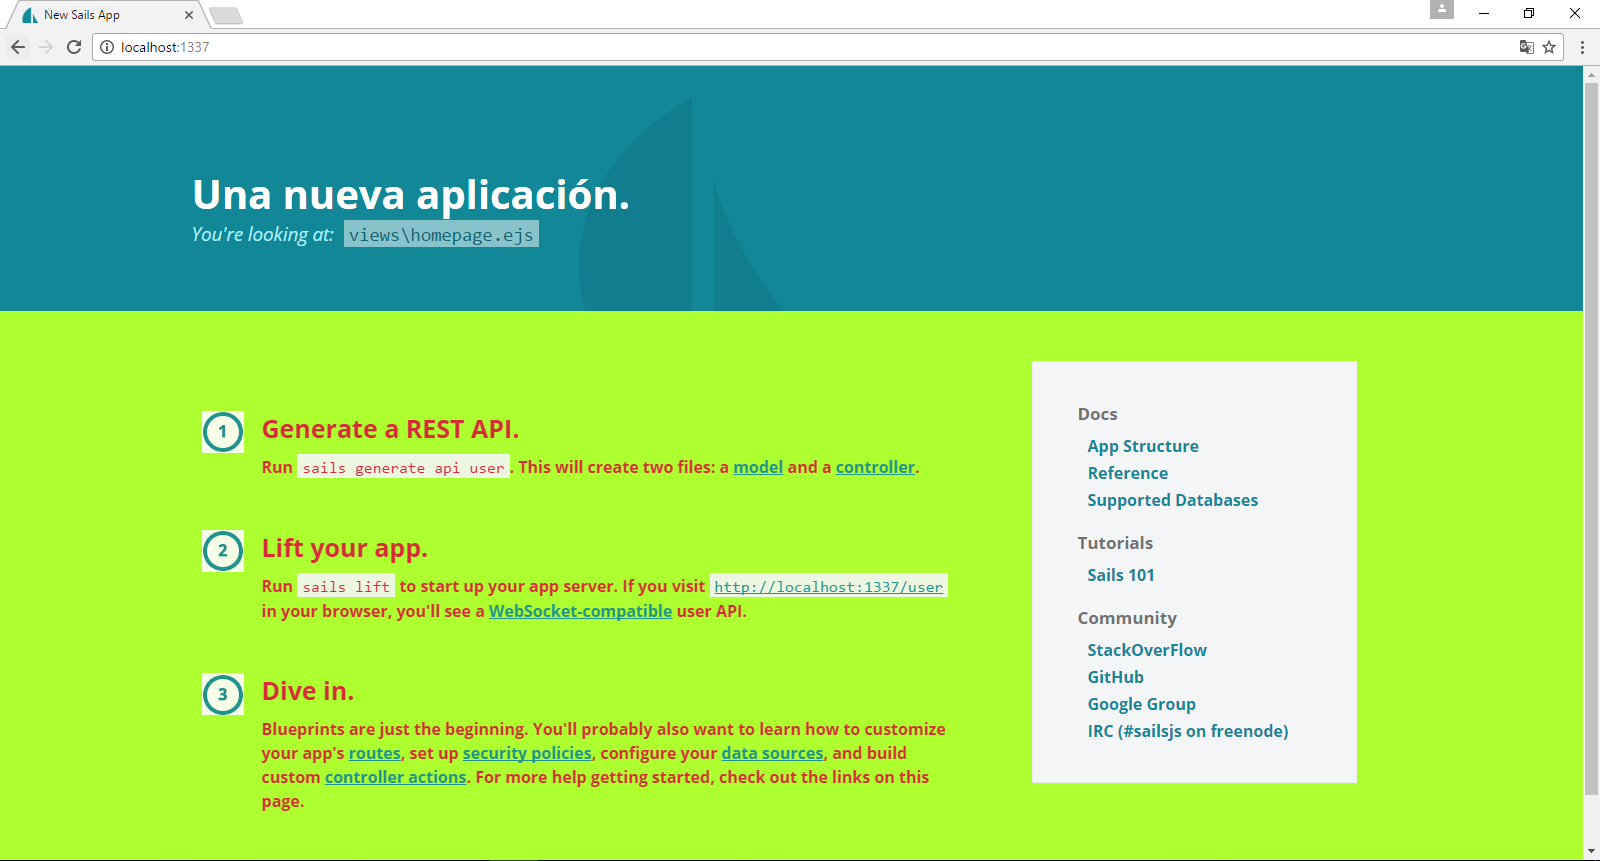 New Sails App
localhost:1337
Una nueva aplicación.
You're looking at: views\homepage.ejs
1 Generate a REST API.
Run sails generate api user. This will create two files: a model and a controller.
2 Lift your app.
Run sails lift to start up your app server. If you visit http://localhost:1337/user
in your browser, you'll see a WebSocket-compatible user API.
3 Dive in.
Blueprints are just the beginning. You'll probably also want to learn how to customize
your app's routes, set up security policies, configure your data sources, and build
custom controller actions. For more help getting started, check out the links on this
page.
Docs
App Structure
Reference
Supported Databases
Tutorials
Sails 101
Community
StackOverFlow
GitHub
Google Group
IRC (#sailsjs on freenode)